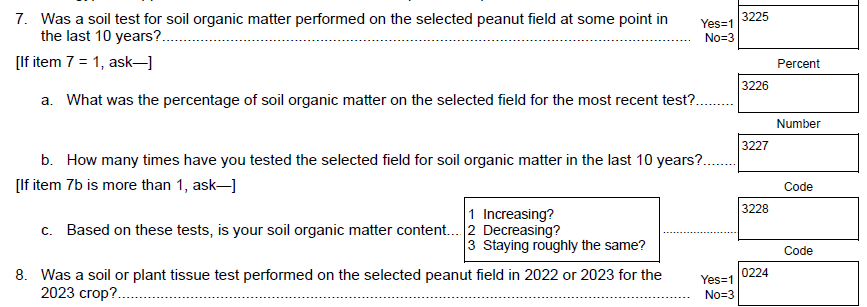 7. Was a soil test for soil organic matter performed on the selected peanut field at some point in
the last 10 years?
Yes=1
No=3
3225
[If item 7 = 1, ask—]
Percent
a. What was the percentage of soil organic matter on the selected field for the most recent test?
3226
Number
b. How many times have you tested the selected field for soil organic matter in the last 10 years?
3227
[If item 7b is more than 1, ask—]
Code
c. Based on these tests, is your soil organic matter content
1 Increasing?
2 Decreasing?
3 Staying roughly the same?
3228
Code
8. Was a soil or plant tissue test performed on the selected peanut field in 2022 or 2023 for the
2023 crop?
Yes=1
No=3
0224